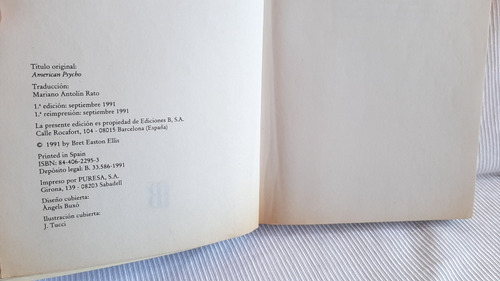 Título original:
American Psycho
Traducción:
Mariano Antolín Rato
1.ª edición: septiembre 1991
1.ª reimpresión: septiembre 1991
La presente edición es propiedad de Ediciones B, S.A.
Calle Rocafort, 104 - 08015 Barcelona (España)
© 1991 by Bret Easton Ellis
Printed in Spain
ISBN: 84-406-2295-3
Depósito legal: B. 33.586-1991
Impreso por PURESA, S.A.
Girona, 139 - 08203 Sabadell
Diseño cubierta:
Àngels Buxó
Ilustración cubierta:
J. Tucci